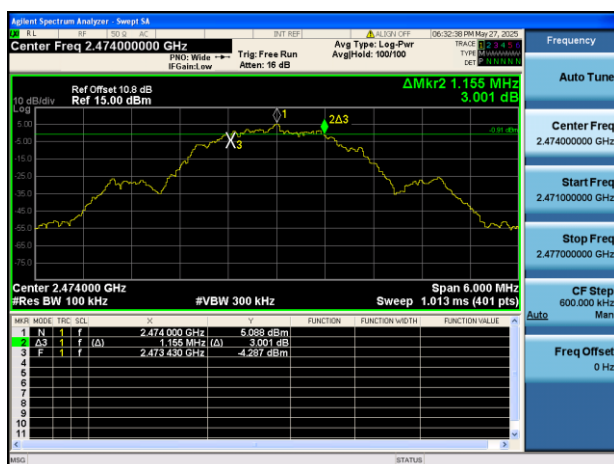 Agilent Spectrum Analyzer - Swept SA
RL RF 50 Ω AC INT REF ALIGN OFF 06:32:38 PM May 27, 2025
Center Freq 2.474000000 GHz
PNO: Wide
IFGain:Low
Trig: Free Run
Atten: 16 dB
Avg Type: Log-Pwr
Avg|Hold: 100/100
TRACE 1 2 3 4 5 6
TYPE M
DET P N N N N N
Ref Offset 10.8 dB
Ref 15.00 dBm
10 dB/div
Log
ΔMkr2 1.155 MHz
3.001 dB
5.00
-5.00
-15.0
-25.0
-35.0
-45.0
-55.0
-65.0
-75.0
1
2Δ3
3
-0.91 dBm
Center 2.474000 GHz
Span 6.000 MHz
#Res BW 100 kHz
#VBW 300 kHz
Sweep 1.013 ms (401 pts)
MKR MODE TRC SCL X Y FUNCTION FUNCTION WIDTH FUNCTION VALUE
1 N 1 f 2.474 000 GHz 5.088 dBm
2 Δ3 1 f (Δ) 1.155 MHz (Δ) 3.001 dB
3 F 1 f 2.473 430 GHz -4.287 dBm
4
5
6
7
8
9
10
11
MSG
STATUS
Frequency
Auto Tune
Center Freq
2.474000000 GHz
Start Freq
2.471000000 GHz
Stop Freq
2.477000000 GHz
CF Step
600.000 kHz
Auto Man
Freq Offset
0 Hz